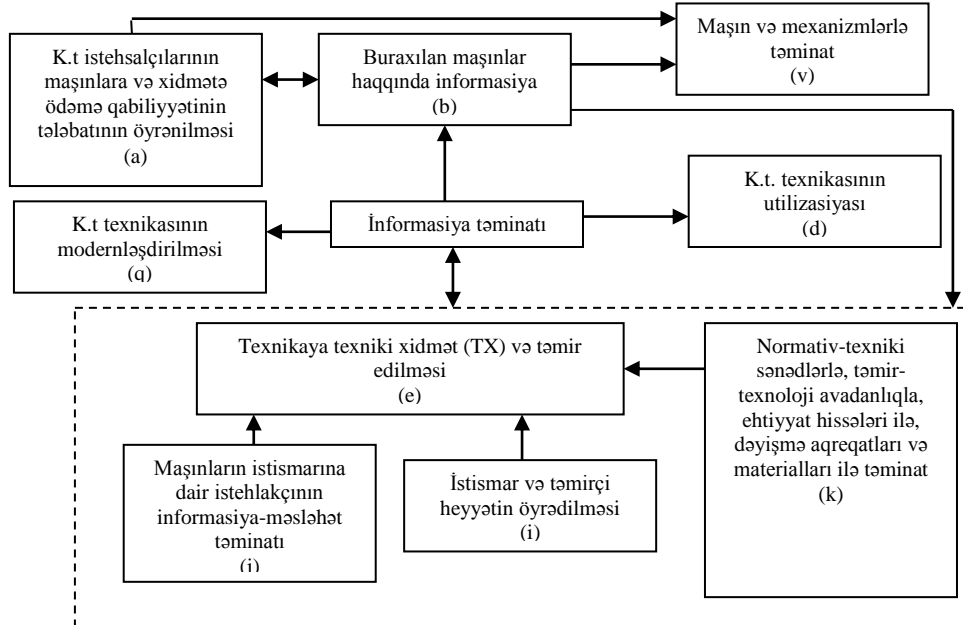 K.t istehsalçılarının
maşınlara və xidmətə
ödəmə qabiliyyətinin
tələbatının öyrənilməsi
(a)
Buraxılan maşınlar
haqqında informasiya
(b)
Maşın və mexanizmlərlə
təminat
(v)
K.t texnikasının
modernləşdirilməsi
(q)
İnformasiya təminatı
K.t. texnikasının
utilizasiyası
(d)
Texnikaya texniki xidmət (TX) və təmir
edilməsi
(e)
Normativ-texniki
sənədlərlə, təmir-
texnoloji avadanlıqla,
ehtiyyat hissələri ilə,
dəyişmə aqreqatları və
materialları ilə təminat
(k)
Maşınların istismarına
dair istehlakçının
informasiya-məsləhət
təminatı
(j)
İstismar və təmirçi
heyyətin öyrədilməsi
(i)